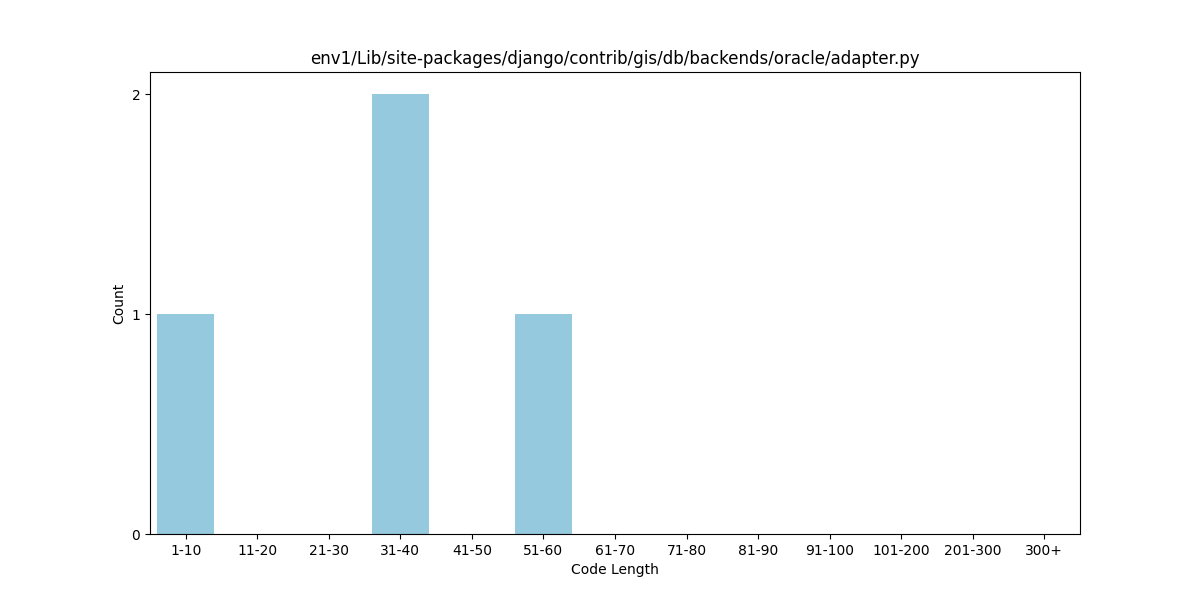 env1/Lib/site-packages/django/contrib/gis/db/backends/oracle/adapter.py
2
1
0
Count
1-10 11-20 21-30 31-40 41-50 51-60 61-70 71-80 81-90 91-100 101-200 201-300 300+
Code Length